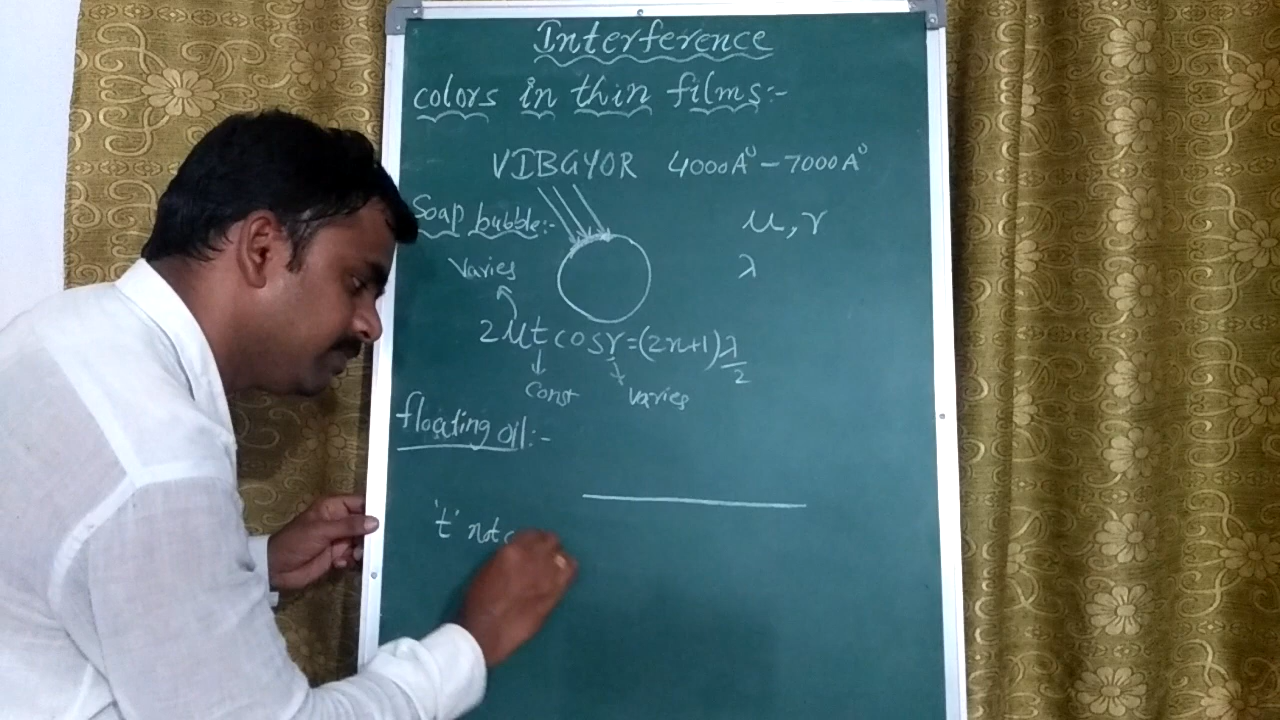 Interference
colors in thin films:-
VIBGYOR 4000A° - 7000A°
Soap bubble:-
μ, r
Varies
λ
2μt cosr=(2n+1)λ/2
Const
varies
floating oil:-
't' not c